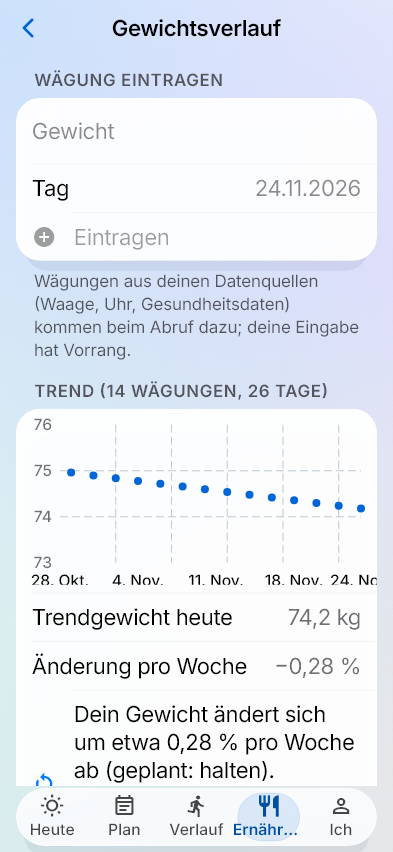 Gewichtsverlauf
WÄGUNG EINTRAGEN
Gewicht
Tag 24.11.2026
Eintragen
Wägungen aus deinen Datenquellen
(Waage, Uhr, Gesundheitsdaten)
kommen beim Abruf dazu; deine Eingabe
hat Vorrang.
TREND (14 WÄGUNGEN, 26 TAGE)
76
75
74
73
28. Okt. 4. Nov. 11. Nov. 18. Nov. 24. No
Trendgewicht heute 74,2 kg
Änderung pro Woche −0,28 %
Dein Gewicht ändert sich
um etwa 0,28 % pro Woche
ab (geplant: halten).
Heute Plan Verlauf Ernähr... Ich